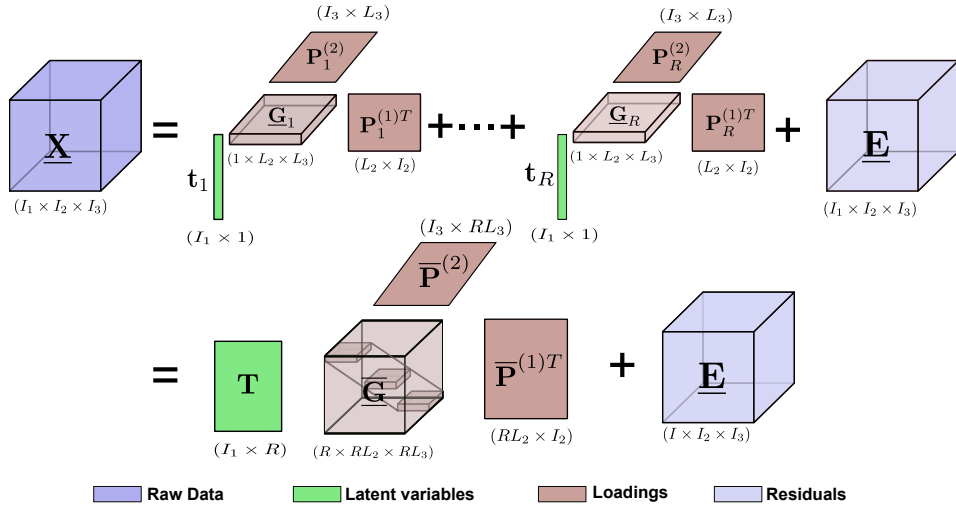 (I₃ × L₃) (I₃ × L₃)
P₁⁽²⁾ P_R⁽²⁾
X = G₁ P₁⁽¹⁾ᵀ +···+ G_R P_R⁽¹⁾ᵀ + E
(1 × L₂ × L₃) (L₂ × I₂) (1 × L₂ × L₃) (L₂ × I₂)
t₁ t_R
(I₁ × I₂ × I₃) (I₁ × I₂ × I₃)
(I₁ × 1) (I₁ × 1)
(I₃ × RL₃)
P̅⁽²⁾
= T G̅ P̅⁽¹⁾ᵀ + E
(I₁ × R) (R × RL₂ × RL₃) (RL₂ × I₂) (I × I₂ × I₃)
Raw Data Latent variables Loadings Residuals